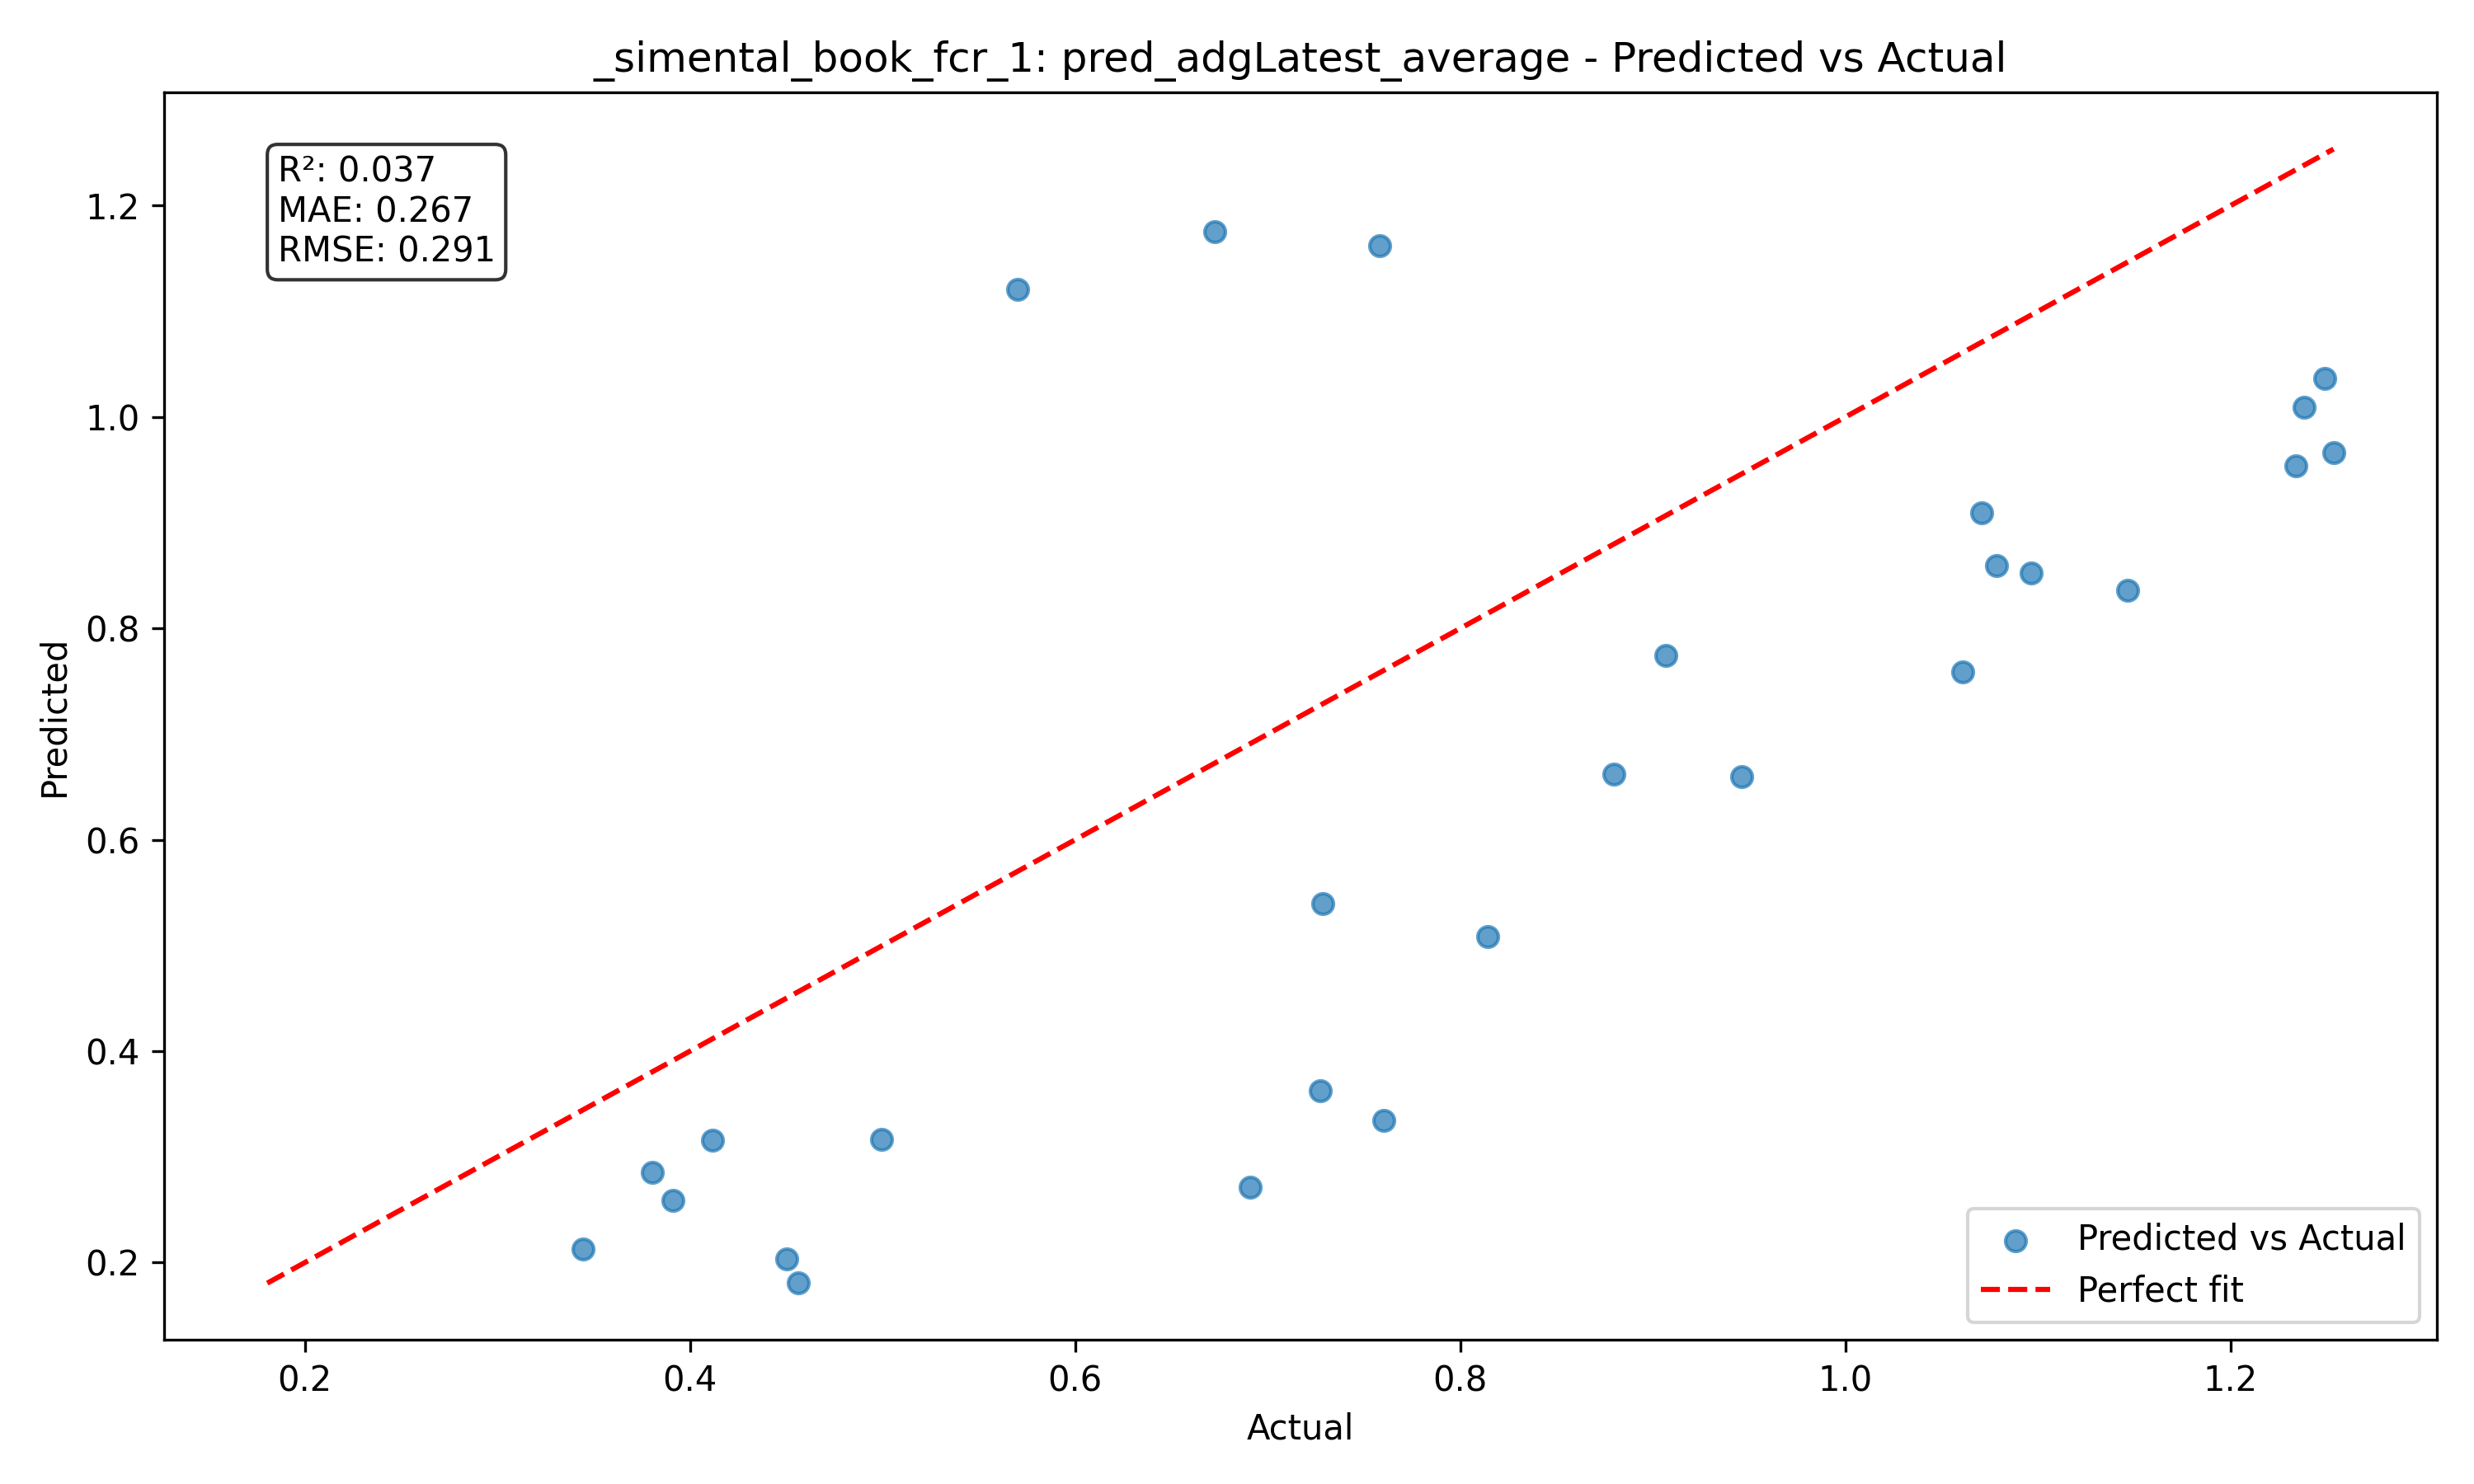 _simental_book_fcr_1: pred_adgLatest_average - Predicted vs Actual
R²: 0.037
MAE: 0.267
RMSE: 0.291
1.2
1.0
0.8
0.6
0.4
0.2
Predicted
Predicted vs Actual
Perfect fit
0.2 0.4 0.6 0.8 1.0 1.2
Actual